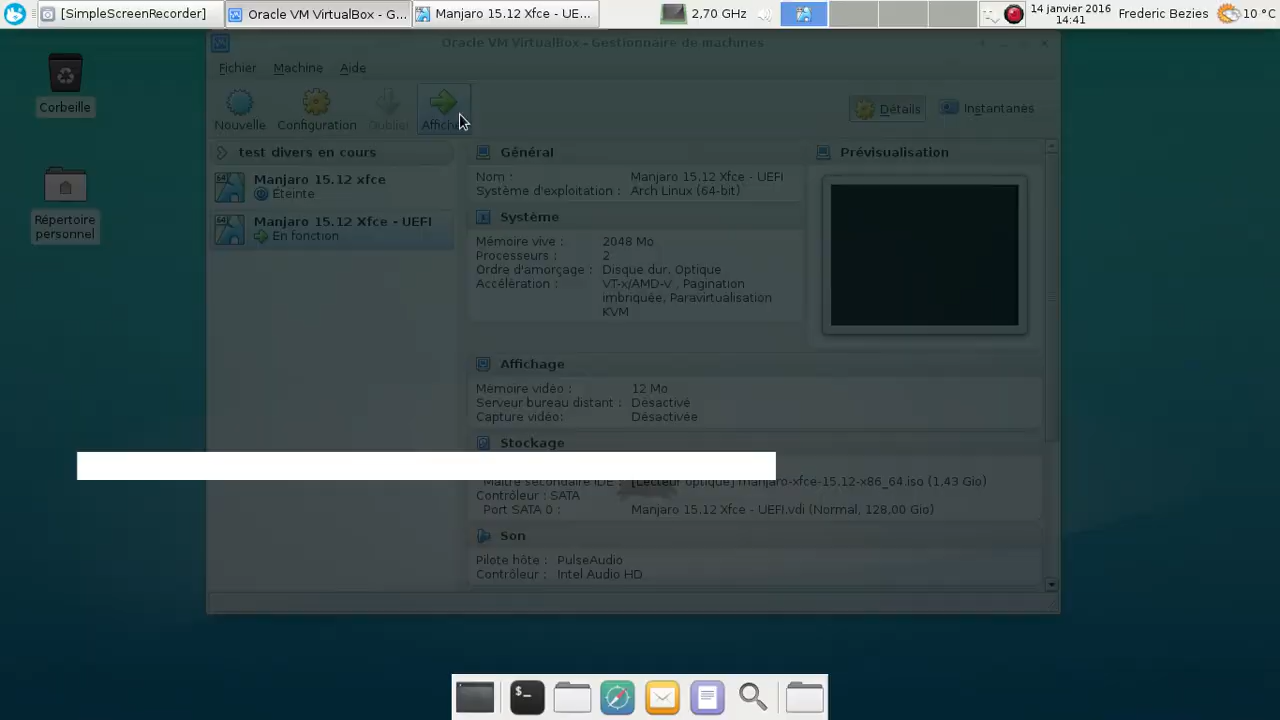 [SimpleScreenRecorder]
Oracle VM VirtualBox - G...
Manjaro 15.12 Xfce - UE...
2,70 GHz
14 janvier 2016
14:41
Frederic Bezies
10 °C
Oracle VM VirtualBox - Gestionnaire de machines
Fichier Machine Aide
Nouvelle Configuration Oublier
Détails Instantanés
test divers en cours
Manjaro 15.12 xfce
Éteinte
Manjaro 15.12 Xfce - UEFI
En fonction
Général
Nom : Manjaro 15.12 Xfce - UEFI
Système d'exploitation : Arch Linux (64-bit)
Système
Mémoire vive : 2048 Mo
Processeurs : 2
Ordre d'amorçage : Disque dur, Optique
Accélération : VT-x/AMD-V, Pagination
imbriquée, Paravirtualisation
KVM
Prévisualisation
Affichage
Mémoire vidéo : 12 Mo
Serveur bureau distant : Désactivé
Capture vidéo: Désactivée
Stockage
Maître secondaire IDE : [Lecteur optique] manjaro-xfce-15.12-x86_64.iso (1,43 Gio)
Contrôleur : SATA
Port SATA 0 : Manjaro 15.12 Xfce - UEFI.vdi (Normal, 128,00 Gio)
Son
Pilote hôte : PulseAudio
Contrôleur : Intel Audio HD
Corbeille
Répertoire
personnel